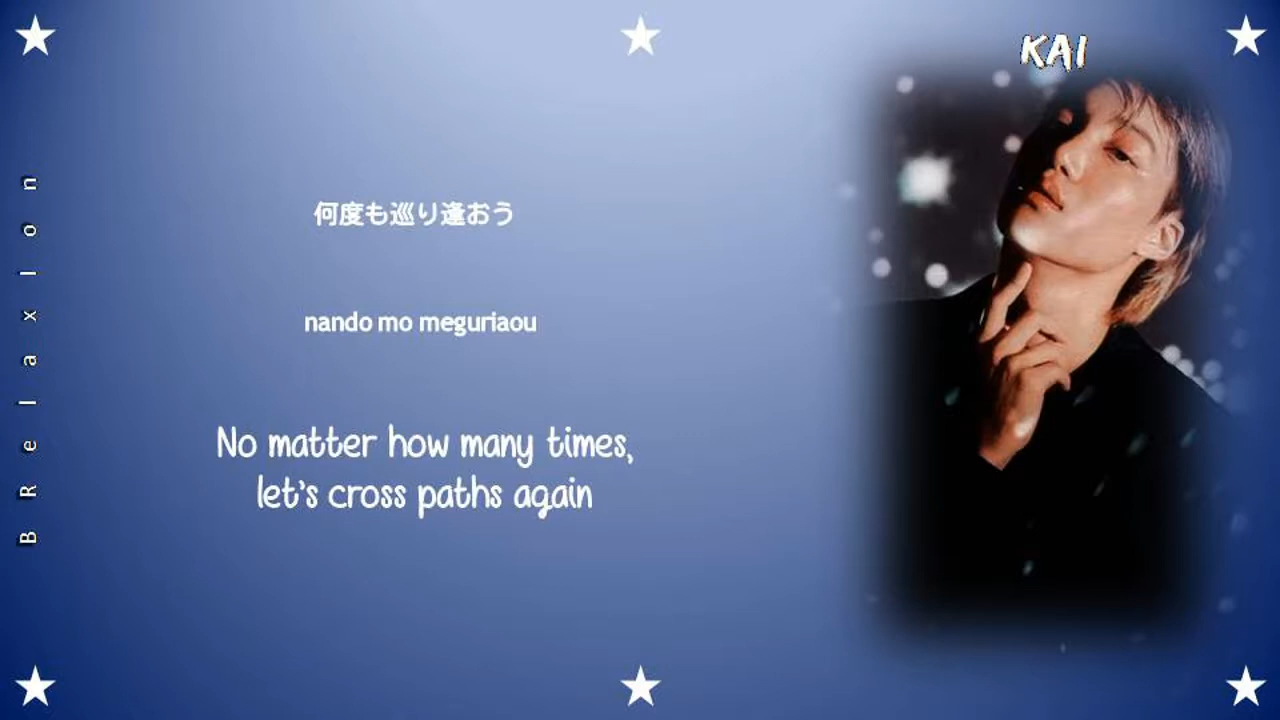 KAI
何度も巡り逢おう
nando mo meguriaou
No matter how many times,
let's cross paths again
BRelaxlon